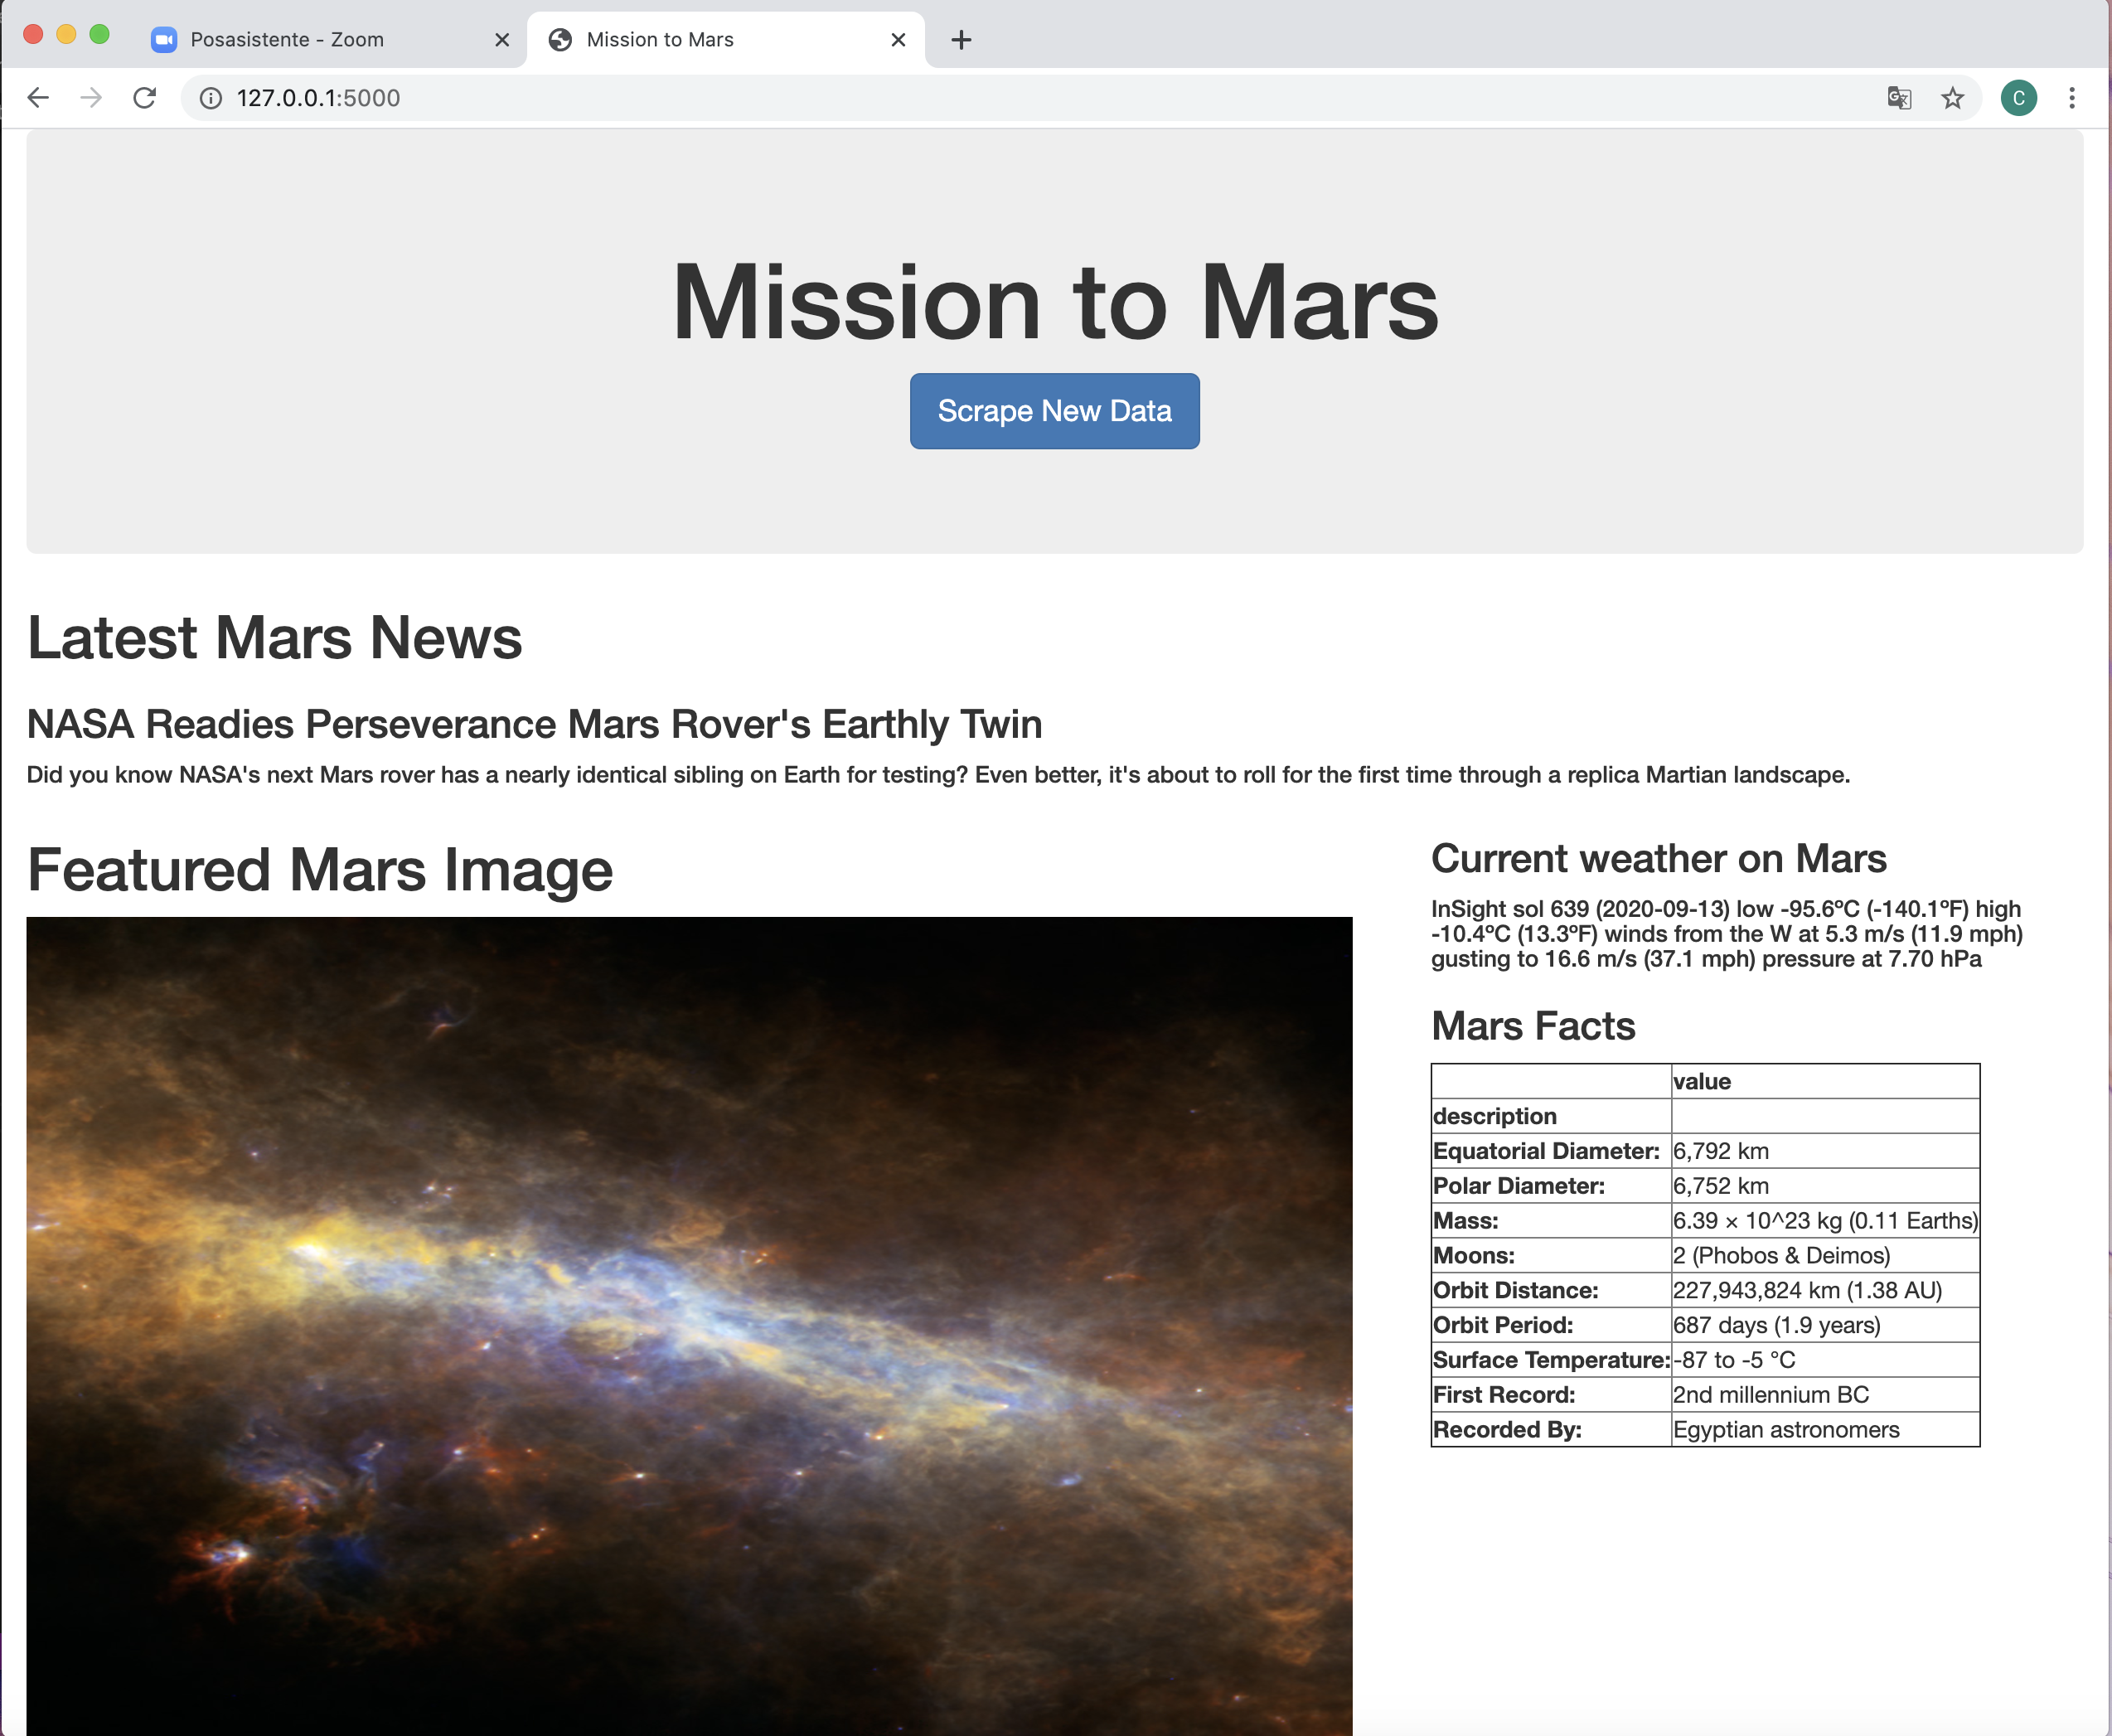 Posasistente - Zoom
Mission to Mars
127.0.0.1:5000
C
Mission to Mars
Scrape New Data
Latest Mars News
NASA Readies Perseverance Mars Rover's Earthly Twin
Did you know NASA's next Mars rover has a nearly identical sibling on Earth for testing? Even better, it's about to roll for the first time through a replica Martian landscape.
Featured Mars Image
Current weather on Mars
InSight sol 639 (2020-09-13) low -95.6ºC (-140.1ºF) high
-10.4ºC (13.3ºF) winds from the W at 5.3 m/s (11.9 mph)
gusting to 16.6 m/s (37.1 mph) pressure at 7.70 hPa
Mars Facts
value
description
Equatorial Diameter: 6,792 km
Polar Diameter: 6,752 km
Mass: 6.39 × 10^23 kg (0.11 Earths)
Moons: 2 (Phobos & Deimos)
Orbit Distance: 227,943,824 km (1.38 AU)
Orbit Period: 687 days (1.9 years)
Surface Temperature: -87 to -5 °C
First Record: 2nd millennium BC
Recorded By: Egyptian astronomers